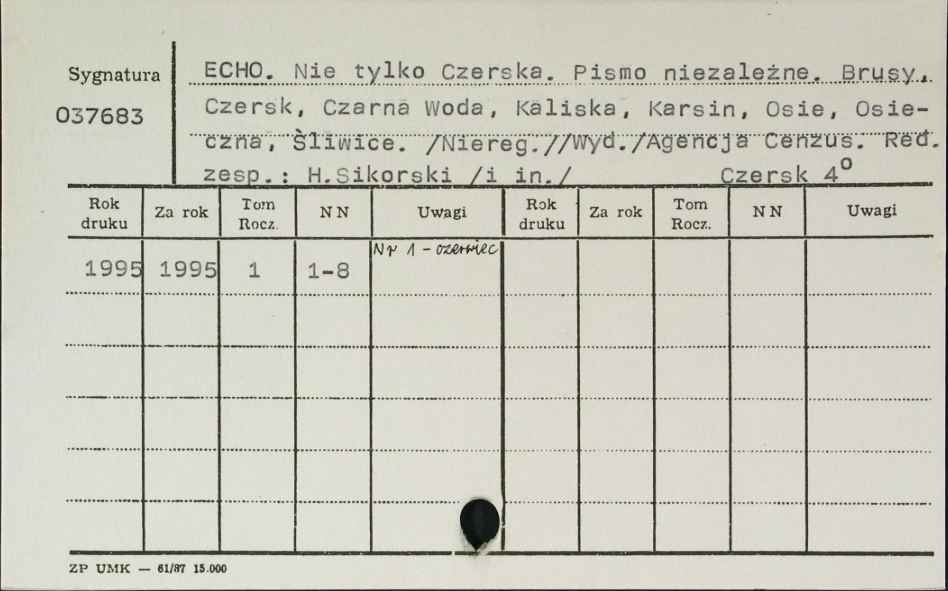 Sygnatura
037683
ECHO. Nie tylko Czerska. Pismo niezależne. Brusy,
Czersk, Czarna Woda, Kaliska, Karsin, Osie, Osie-
czna, Śliwice. /Niereg.//Wyd./Agencja Cenzus. Red.
zesp.: H.Sikorski /i in./ Czersk 4º
Rok druku Za rok Tom Rocz. N N Uwagi Rok druku Za rok Tom Rocz. N N Uwagi
1995 1995 1 1-8 Nr 1 - czerwiec
ZP UMK — 61/87 15.000